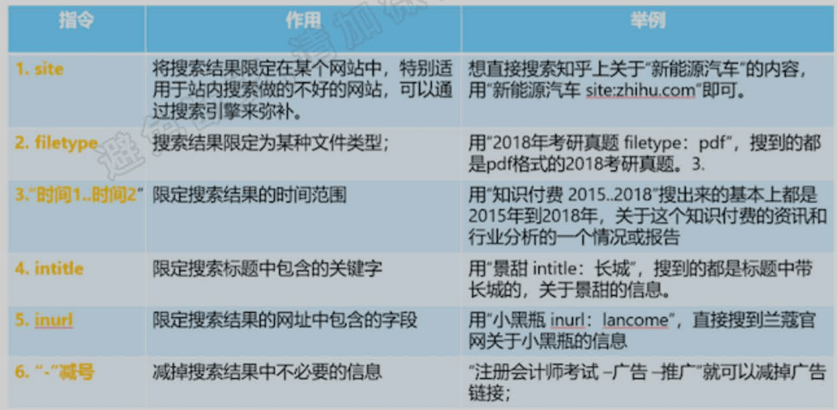 指令 作用 举例
1. site
将搜索结果限定在某个网站中，特别适
用于站内搜索做的不好的网站，可以通
过搜索引擎来弥补。
想直接搜索知乎上关于“新能源汽车”的内容，
用“新能源汽车 site:zhihu.com”即可。
2. filetype
搜索结果限定为某种文件类型；
用“2018年考研真题 filetype：pdf”，搜到的都
是pdf格式的2018考研真题。3.
3.“时间1..时间2”
限定搜索结果的时间范围
用“知识付费 2015..2018”搜出来的基本上都是
2015年到2018年，关于这个知识付费的资讯和
行业分析的一个情况或报告
4. intitle
限定搜索标题中包含的关键字
用“景甜 intitle：长城”，搜到的都是标题中带
长城的，关于景甜的信息。
5. inurl
限定搜索结果的网址中包含的字段
用“小黑瓶 inurl：lancome”，直接搜到兰蔻官
网关于小黑瓶的信息
6. “-”减号
减掉搜索结果中不必要的信息
“注册会计师考试 –广告 –推广”就可以减掉广告
链接；